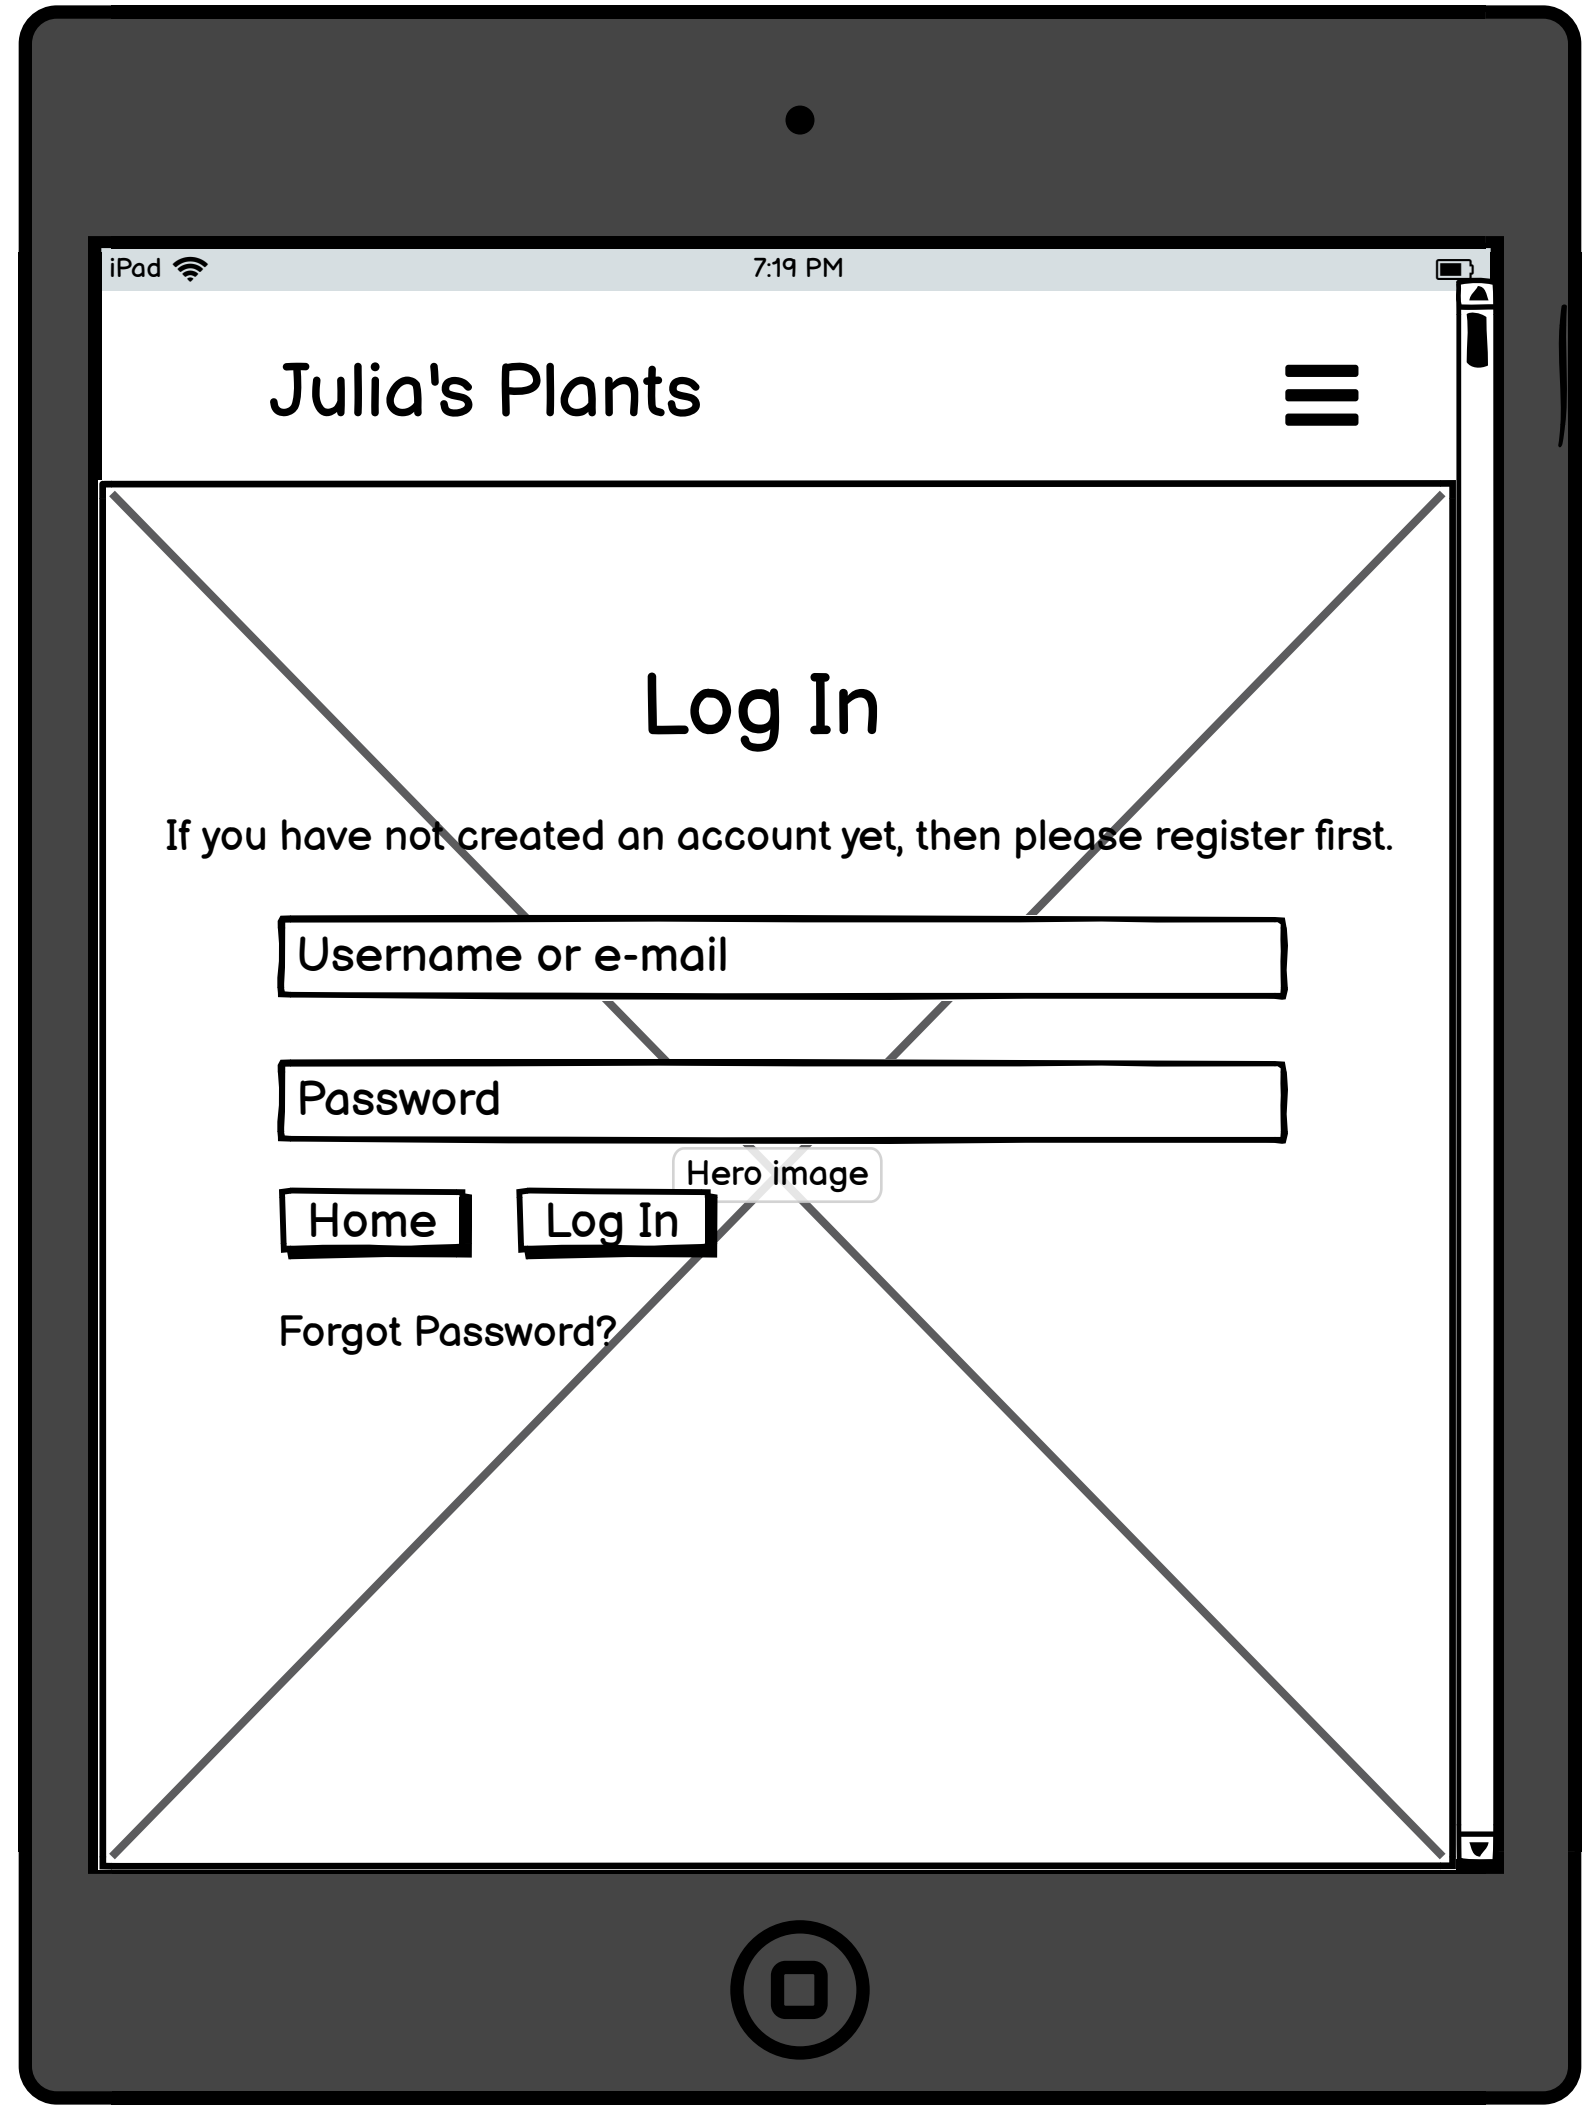 iPad 7:19 PM
Julia's Plants
Log In
If you have not created an account yet, then please register first.
Username or e-mail
Password
Hero image
Home Log In
Forgot Password?